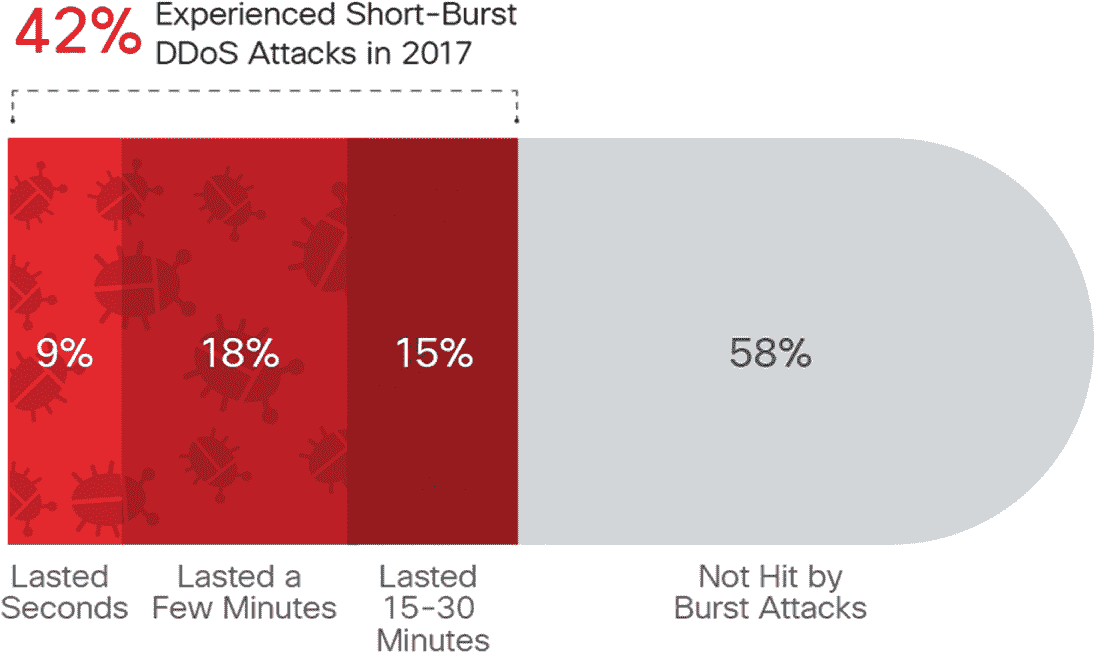 42%
Experienced Short-Burst
DDoS Attacks in 2017
9%
18%
15%
58%
Lasted
Seconds
Lasted a
Few Minutes
Lasted
15-30
Minutes
Not Hit by
Burst Attacks